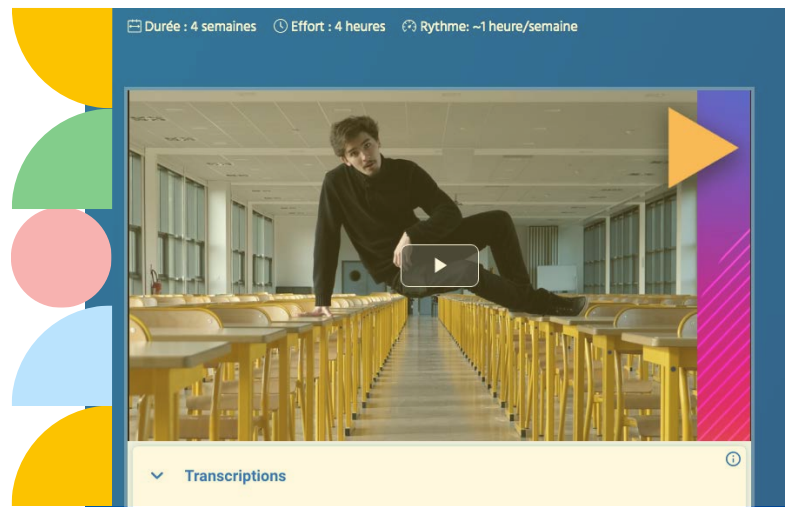 Durée : 4 semaines Effort : 4 heures Rythme: ~1 heure/semaine
Transcriptions